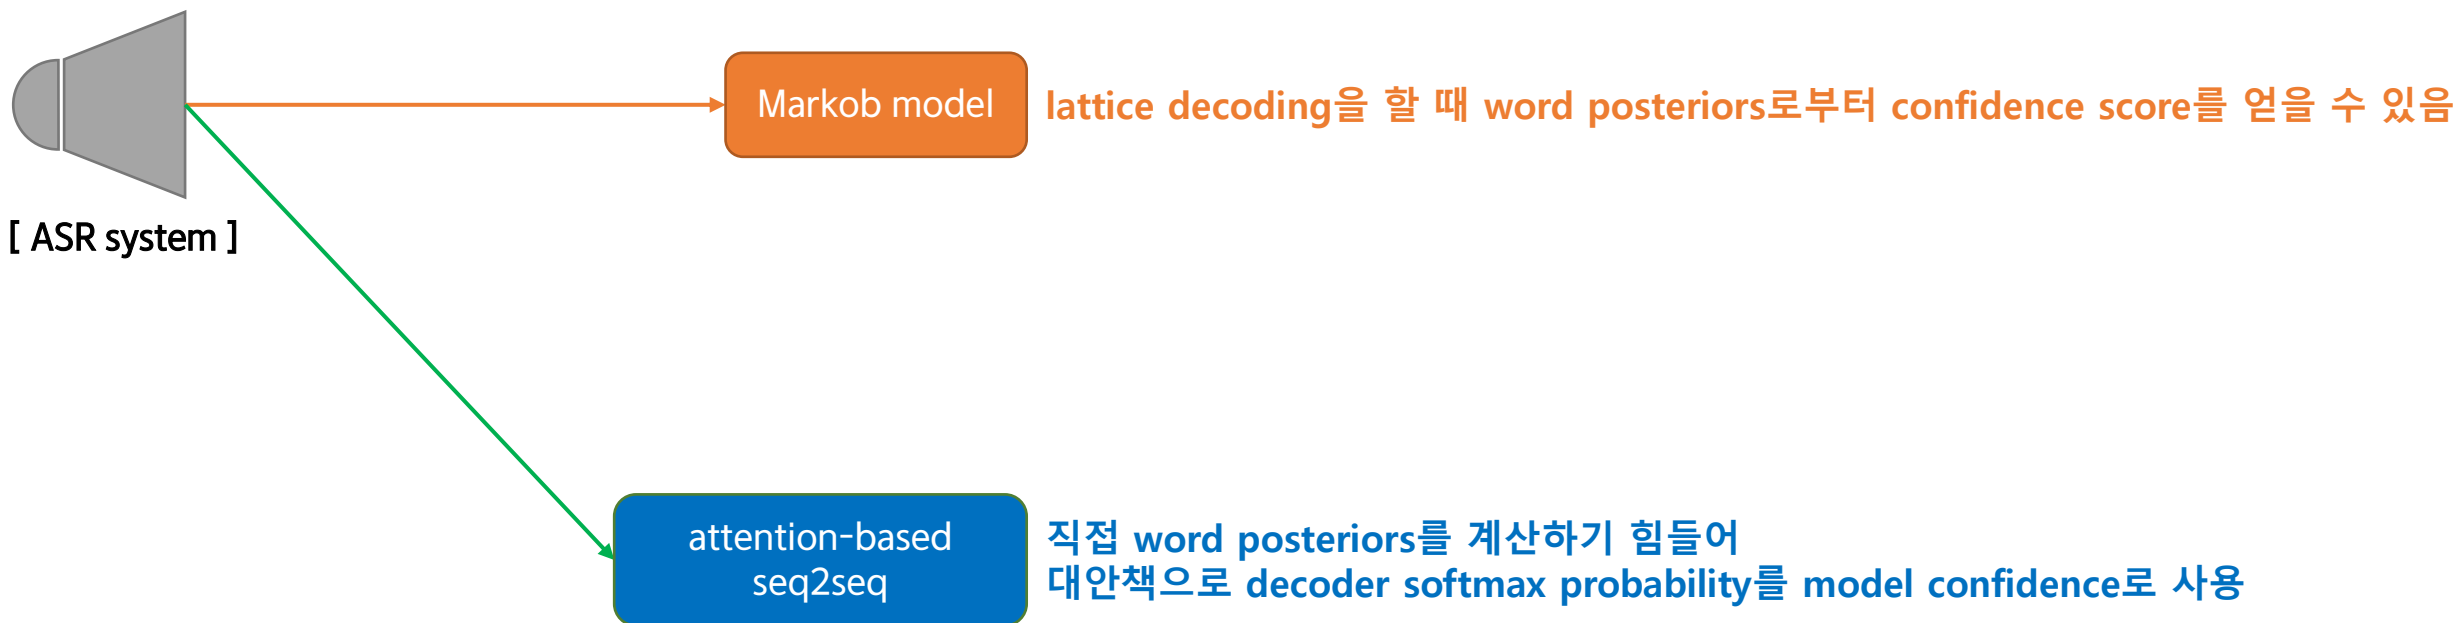 Markob model
lattice decoding을 할 때 word posteriors로부터 confidence score를 얻을 수 있음
[ ASR system ]
attention-based
seq2seq
직접 word posteriors를 계산하기 힘들어
대안책으로 decoder softmax probability를 model confidence로 사용